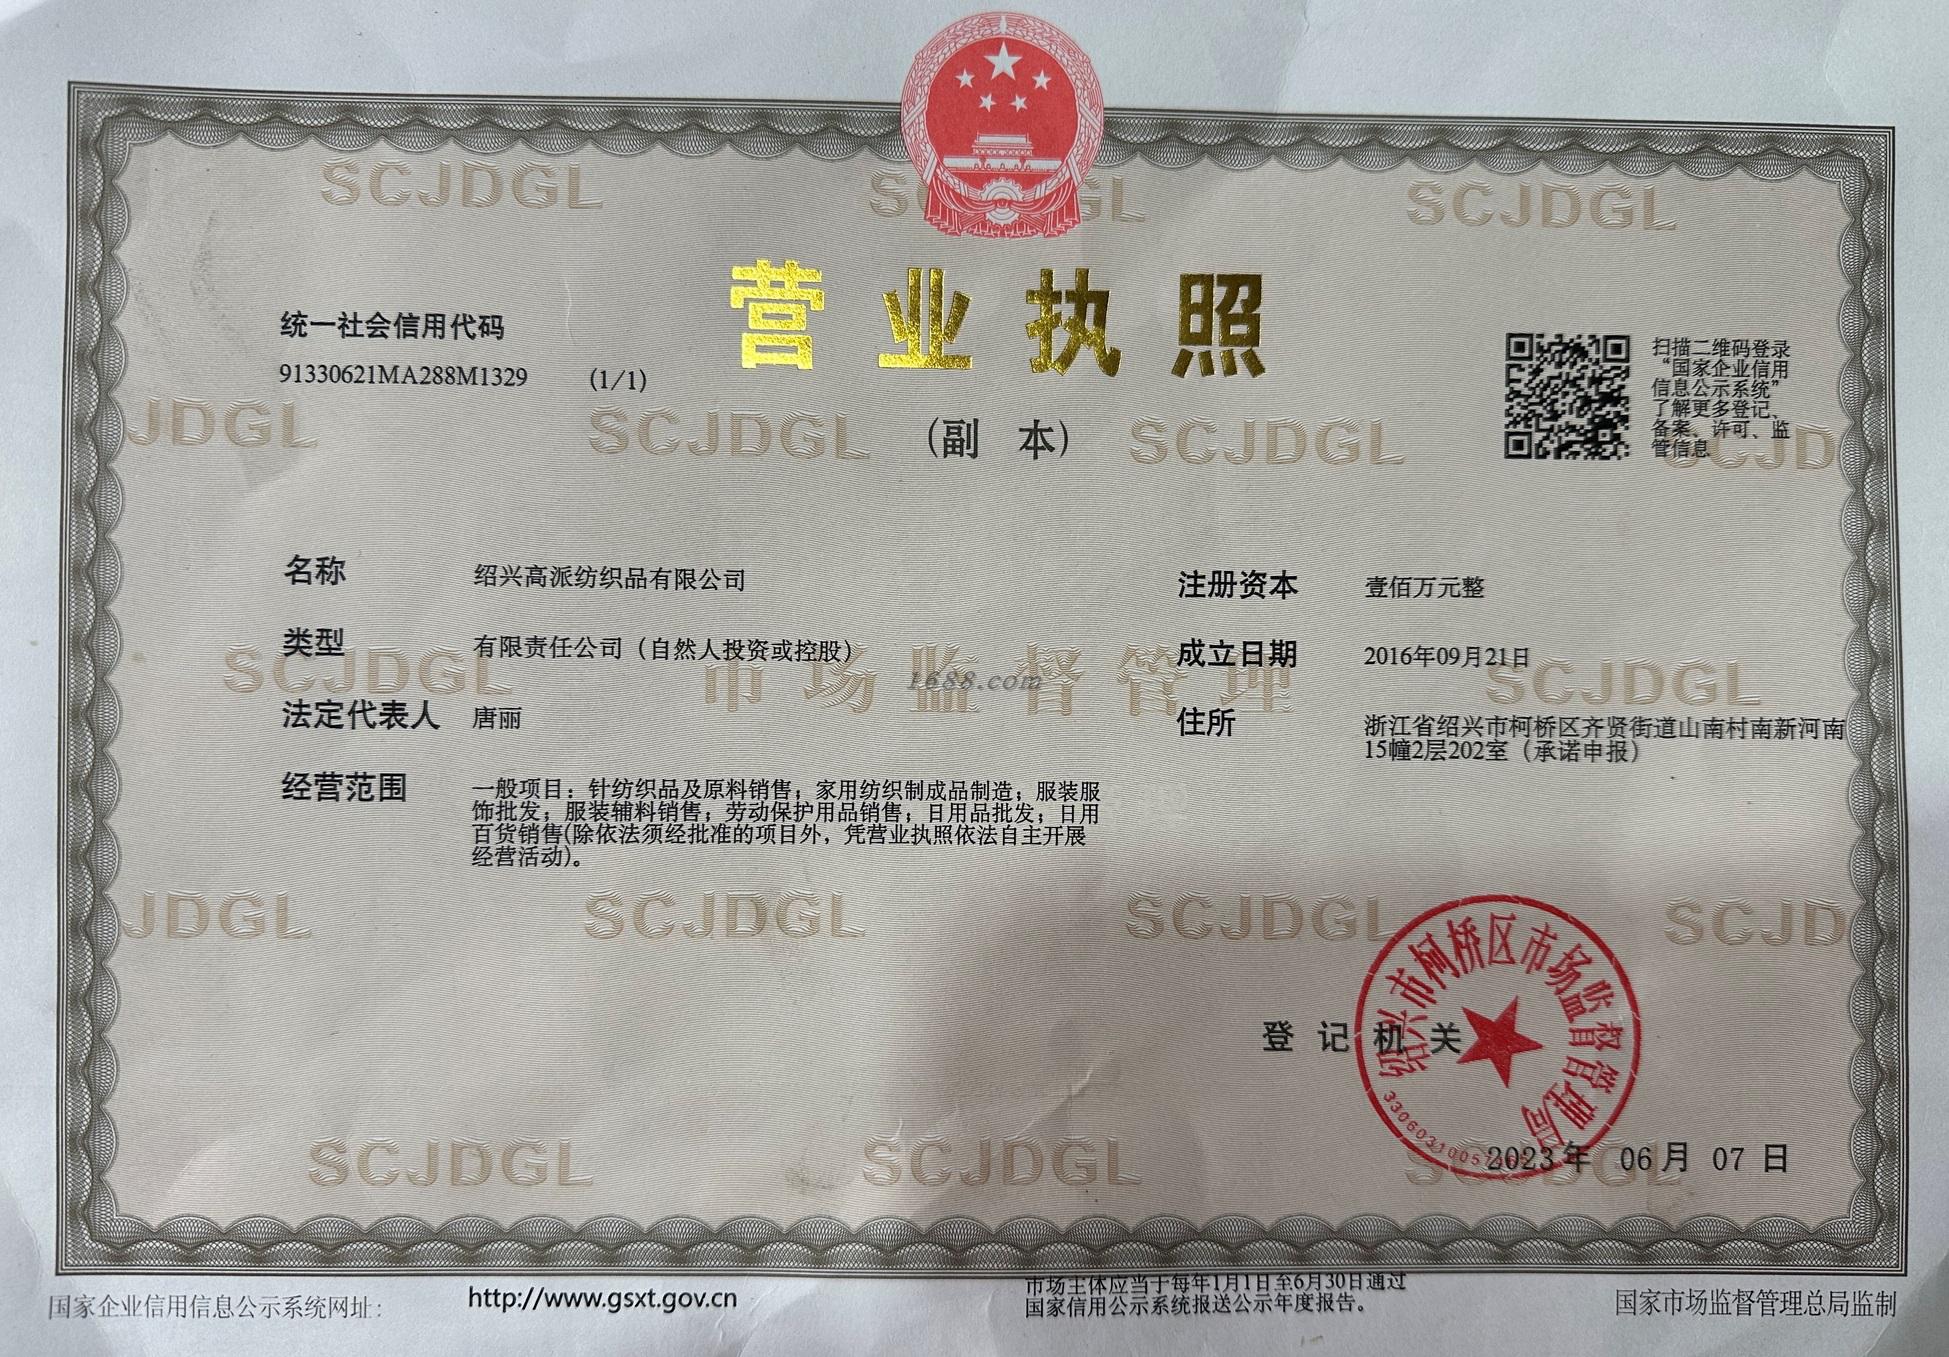 营业执照
(副 本)
统一社会信用代码
91330621MA288M1329 (1/1)
扫描二维码登录
“国家企业信用
信息公示系统”
了解更多登记、
备案、许可、监
管信息
名称 绍兴高派纺织品有限公司
类型 有限责任公司（自然人投资或控股）
法定代表人 唐丽
经营范围 一般项目：针纺织品及原料销售；家用纺织制成品制造；服装服
饰批发；服装辅料销售；劳动保护用品销售；日用品批发；日用
百货销售(除依法须经批准的项目外，凭营业执照依法自主开展
经营活动)。
注册资本 壹佰万元整
成立日期 2016年09月21日
住所 浙江省绍兴市柯桥区齐贤街道山南村南新河南
15幢2层202室（承诺申报）
SCJDGL
市场监督管理
1688.com
登记机关
绍兴市柯桥区市场监督管理局
2023年 06月 07日
国家企业信用信息公示系统网址：
http://www.gsxt.gov.cn
市场主体应当于每年1月1日至6月30日通过
国家信用公示系统报送公示年度报告。
国家市场监督管理总局监制